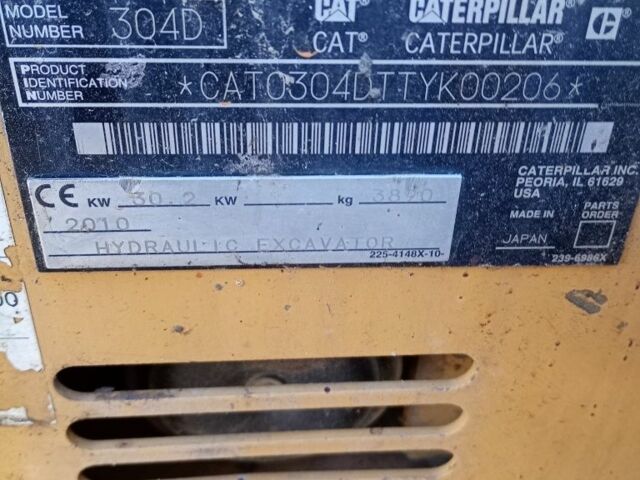 MODEL NUMBER 304D
CAT CATERPILLAR
CAT® CATERPILLAR®
PRODUCT IDENTIFICATION NUMBER *CAT0304DTTYK00206*
CATERPILLAR INC.
PEORIA, IL 61629
USA
CE KW 30.2 KW kg
2010
HYDRAULIC EXCAVATOR
225-4148X-10-
MADE IN JAPAN
PARTS ORDER
239-6986X
00